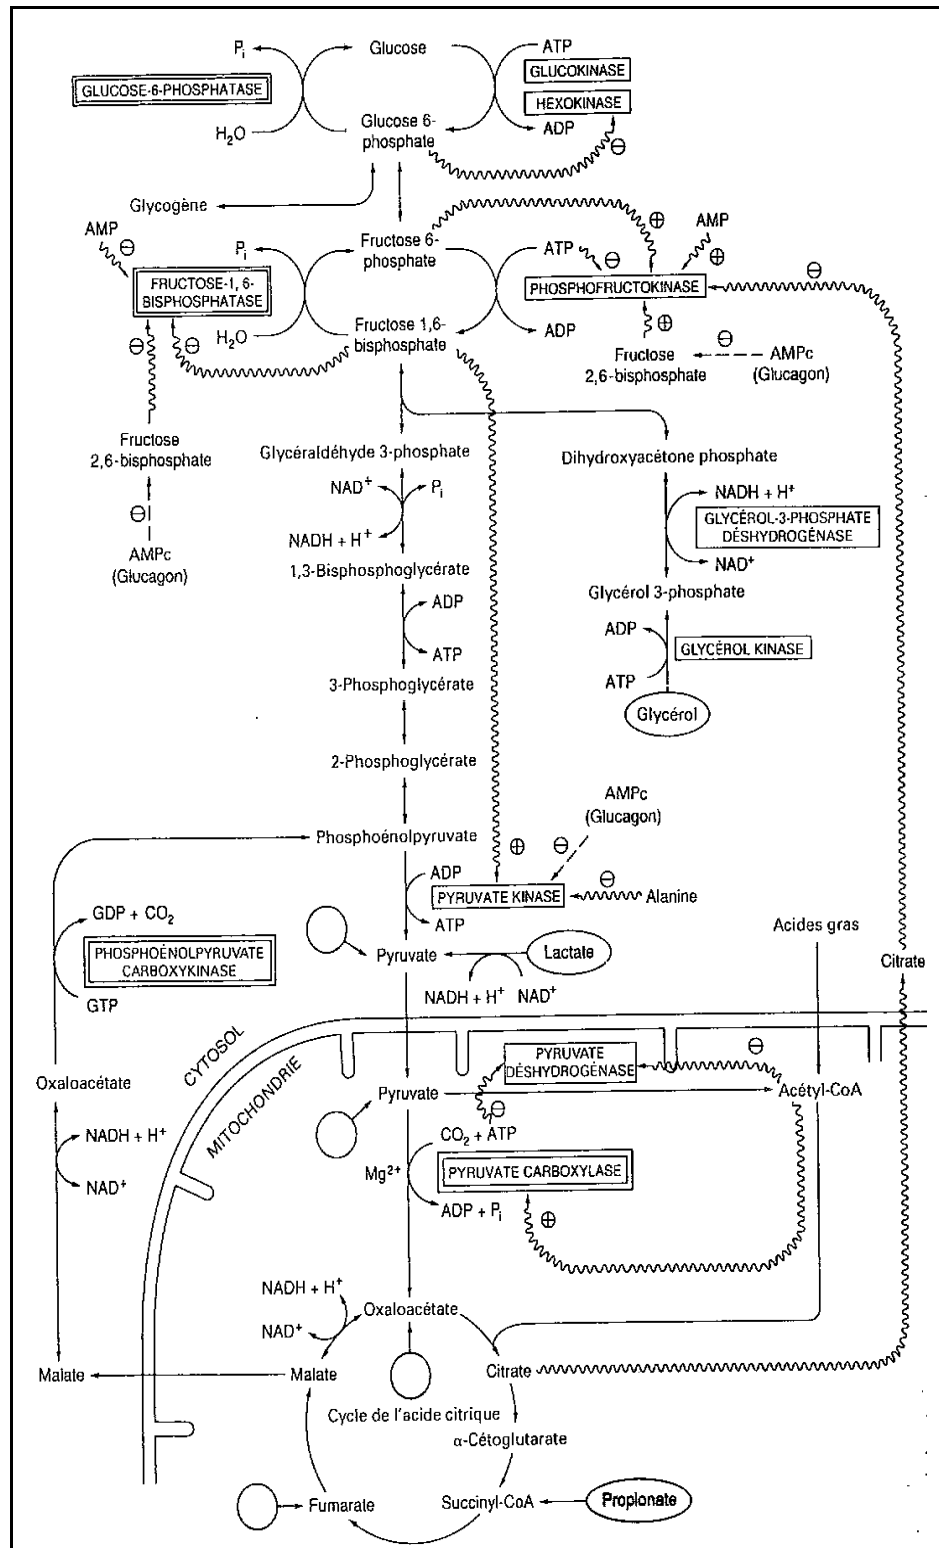 Pi
Glucose
ATP
GLUCOKINASE
GLUCOSE-6-PHOSPHATASE
HEXOKINASE
H2O
Glucose 6-
phosphate
ADP
⊖
Glycogène
AMP
⊖
Pi
Fructose 6-
phosphate
ATP
⊖
⊕
AMP
⊕
⊖
FRUCTOSE-1, 6-
BISPHOSPHATASE
PHOSPHOFRUCTOKINASE
H2O
Fructose 1,6-
bisphosphate
ADP
⊕
⊖
⊖
Fructose
2,6-bisphosphate
⊖
AMPc
(Glucagon)
Fructose
2,6-bisphosphate
⊖
AMPc
(Glucagon)
Glycéraldéhyde 3-phosphate
Dihydroxyacétone phosphate
NAD+
Pi
NADH + H+
1,3-Bisphosphoglycérate
NADH + H+
GLYCÉROL-3-PHOSPHATE
DÉSHYDROGÉNASE
NAD+
Glycérol 3-phosphate
ADP
ATP
ADP
GLYCÉROL KINASE
ATP
Glycérol
3-Phosphoglycérate
2-Phosphoglycérate
Phosphoénolpyruvate
AMPc
(Glucagon)
⊕
⊖
ADP
PYRUVATE KINASE
⊖
Alanine
ATP
GDP + CO2
PHOSPHOÉNOLPYRUVATE
CARBOXYKINASE
GTP
Pyruvate
Lactate
NADH + H+
NAD+
Acides gras
Citrate
CYTOSOL
MITOCHONDRIE
Oxaloacétate
PYRUVATE
DÉSHYDROGÉNASE
⊖
Pyruvate
⊖
Acétyl-CoA
NADH + H+
NAD+
CO2 + ATP
Mg2+
PYRUVATE CARBOXYLASE
ADP + Pi
⊕
NADH + H+
NAD+
Oxaloacétate
Malate
Malate
Citrate
Cycle de l'acide citrique
α-Cétoglutarate
Fumarate
Succinyl-CoA
Propionate